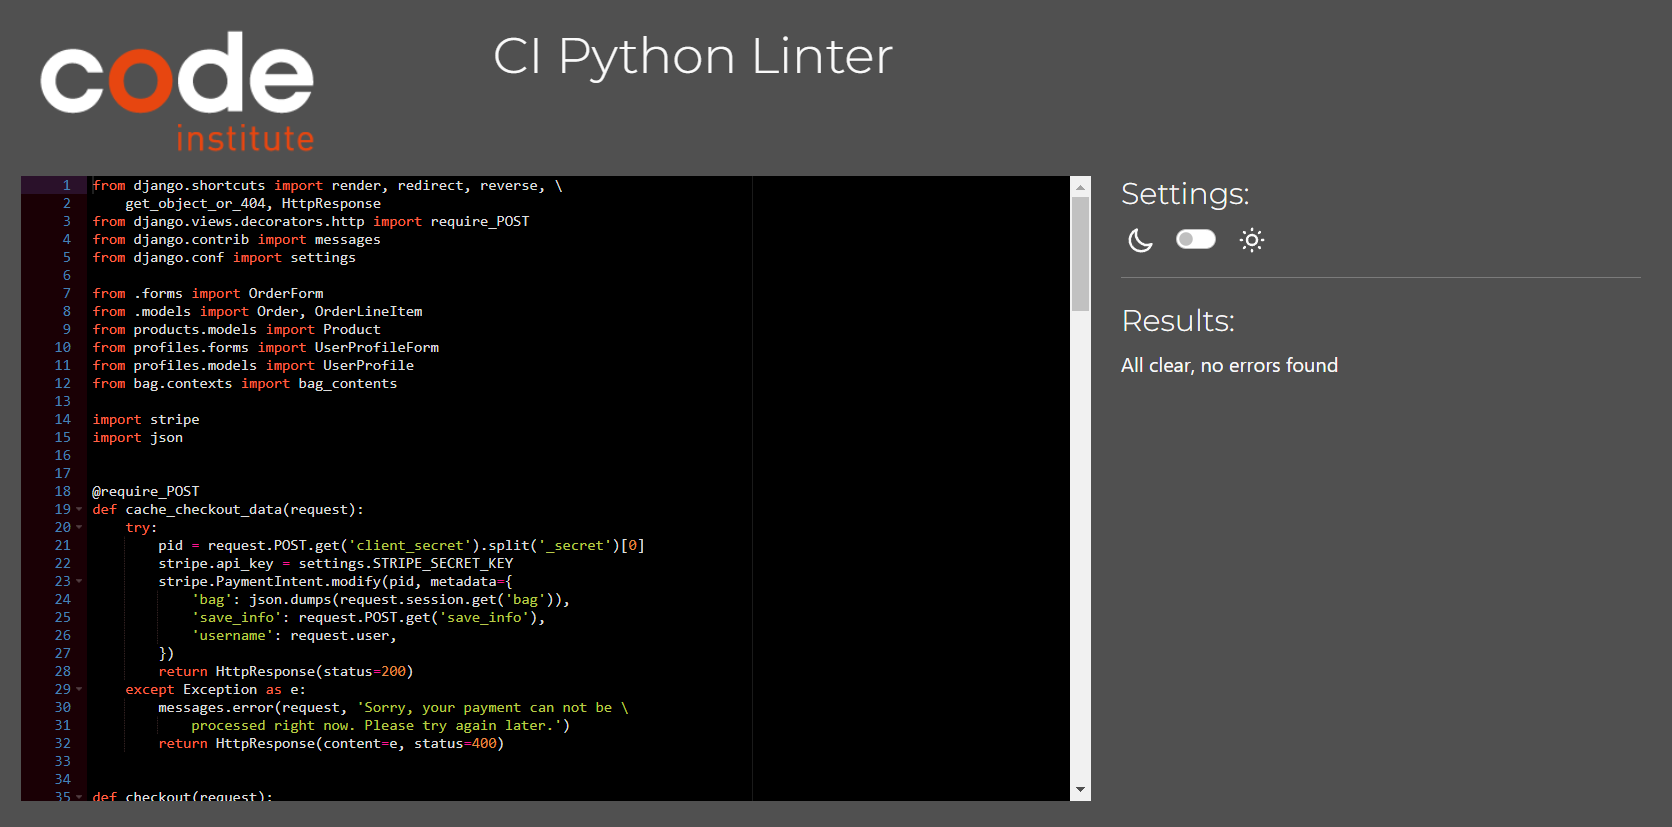 code
institute
CI Python Linter
1 from django.shortcuts import render, redirect, reverse, \
2     get_object_or_404, HttpResponse
3 from django.views.decorators.http import require_POST
4 from django.contrib import messages
5 from django.conf import settings
6
7 from .forms import OrderForm
8 from .models import Order, OrderLineItem
9 from products.models import Product
10 from profiles.forms import UserProfileForm
11 from profiles.models import UserProfile
12 from bag.contexts import bag_contents
13
14 import stripe
15 import json
16
17
18 @require_POST
19 def cache_checkout_data(request):
20     try:
21         pid = request.POST.get('client_secret').split('_secret')[0]
22         stripe.api_key = settings.STRIPE_SECRET_KEY
23         stripe.PaymentIntent.modify(pid, metadata={
24             'bag': json.dumps(request.session.get('bag')),
25             'save_info': request.POST.get('save_info'),
26             'username': request.user,
27         })
28         return HttpResponse(status=200)
29     except Exception as e:
30         messages.error(request, 'Sorry, your payment can not be \
31             processed right now. Please try again later.')
32         return HttpResponse(content=e, status=400)
33
34
35 def checkout(request):
Settings:
Results:
All clear, no errors found